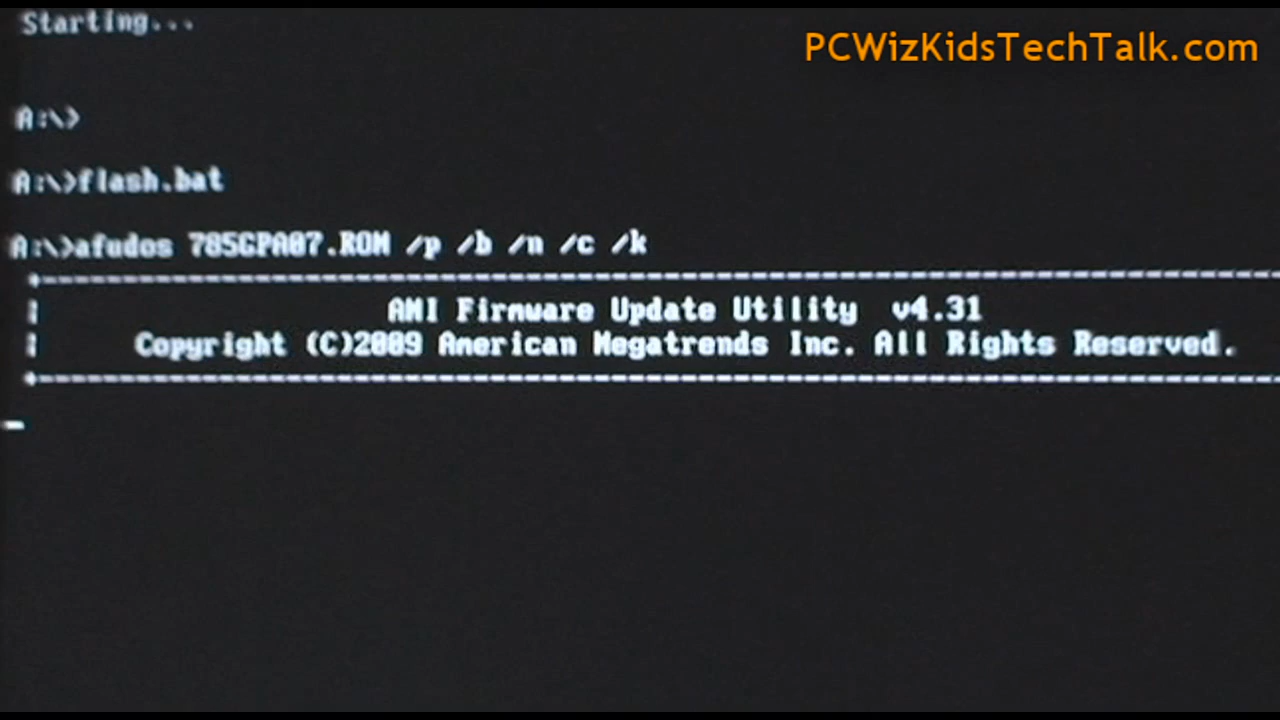 Starting...
PCWizKidsTechTalk.com
A:\>
A:\>flash.bat
A:\>afudos 785GPA07.ROM /p /b /n /c /k
AMI Firmware Update Utility v4.31
Copyright (C)2009 American Megatrends Inc. All Rights Reserved.